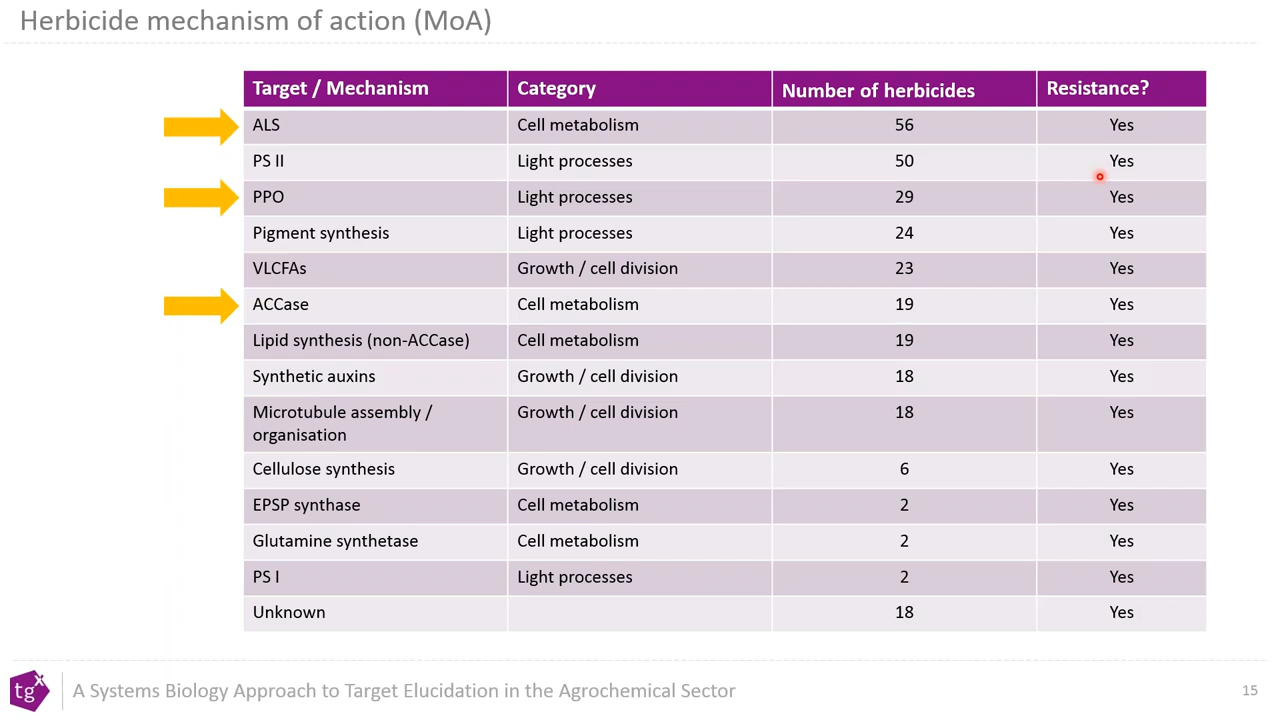 Herbicide mechanism of action (MoA)
Target / Mechanism Category Number of herbicides Resistance?
ALS Cell metabolism 56 Yes
PS II Light processes 50 Yes
PPO Light processes 29 Yes
Pigment synthesis Light processes 24 Yes
VLCFAs Growth / cell division 23 Yes
ACCase Cell metabolism 19 Yes
Lipid synthesis (non-ACCase) Cell metabolism 19 Yes
Synthetic auxins Growth / cell division 18 Yes
Microtubule assembly / Growth / cell division 18 Yes
organisation
Cellulose synthesis Growth / cell division 6 Yes
EPSP synthase Cell metabolism 2 Yes
Glutamine synthetase Cell metabolism 2 Yes
PS I Light processes 2 Yes
Unknown 18 Yes
tgx A Systems Biology Approach to Target Elucidation in the Agrochemical Sector 15